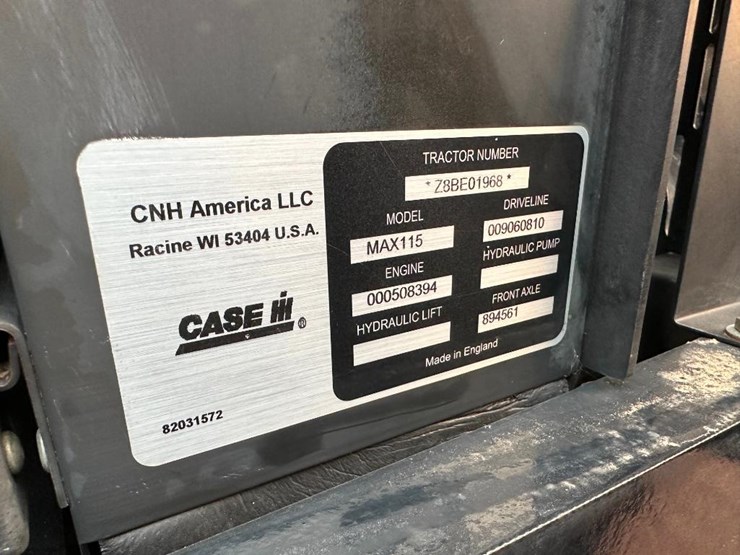 CNH America LLC
Racine WI 53404 U.S.A.
CASE IH ®
82031572
TRACTOR NUMBER
* Z8BE01968 *
MODEL
MAX115
ENGINE
000508394
HYDRAULIC LIFT
DRIVELINE
009060810
HYDRAULIC PUMP
FRONT AXLE
894561
Made in England